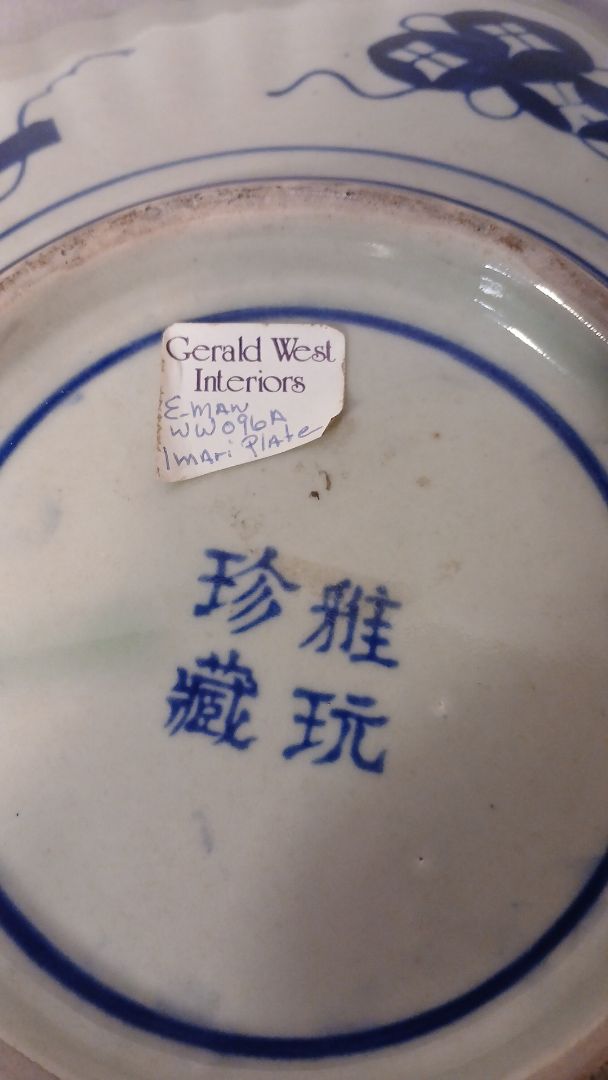 Gerald West
Interiors
E-MAN
WW096A
Imari Plate
雅玩
珍藏